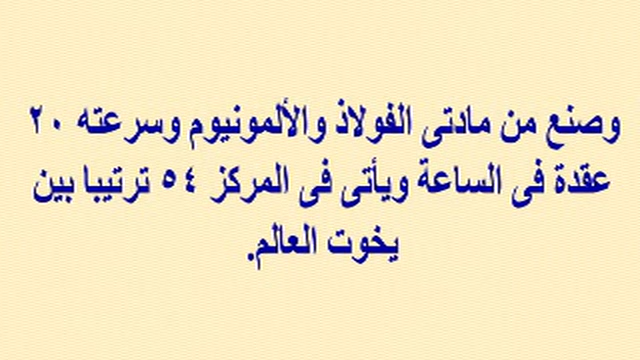 وصنع من مادتى الفولاذ والألمونيوم وسرعته ٢٠
عقدة فى الساعة ويأتى فى المركز ٥٤ ترتيبا بين
يخوت العالم.